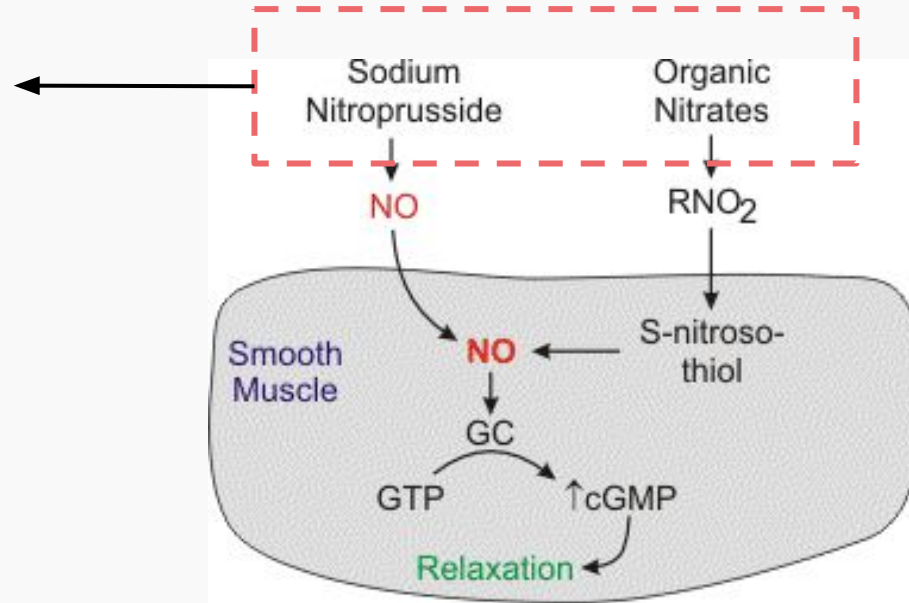 Sodium
Nitroprusside
Organic
Nitrates
NO
RNO₂
Smooth
Muscle
NO
S-nitroso-
thiol
GC
GTP
↑cGMP
Relaxation